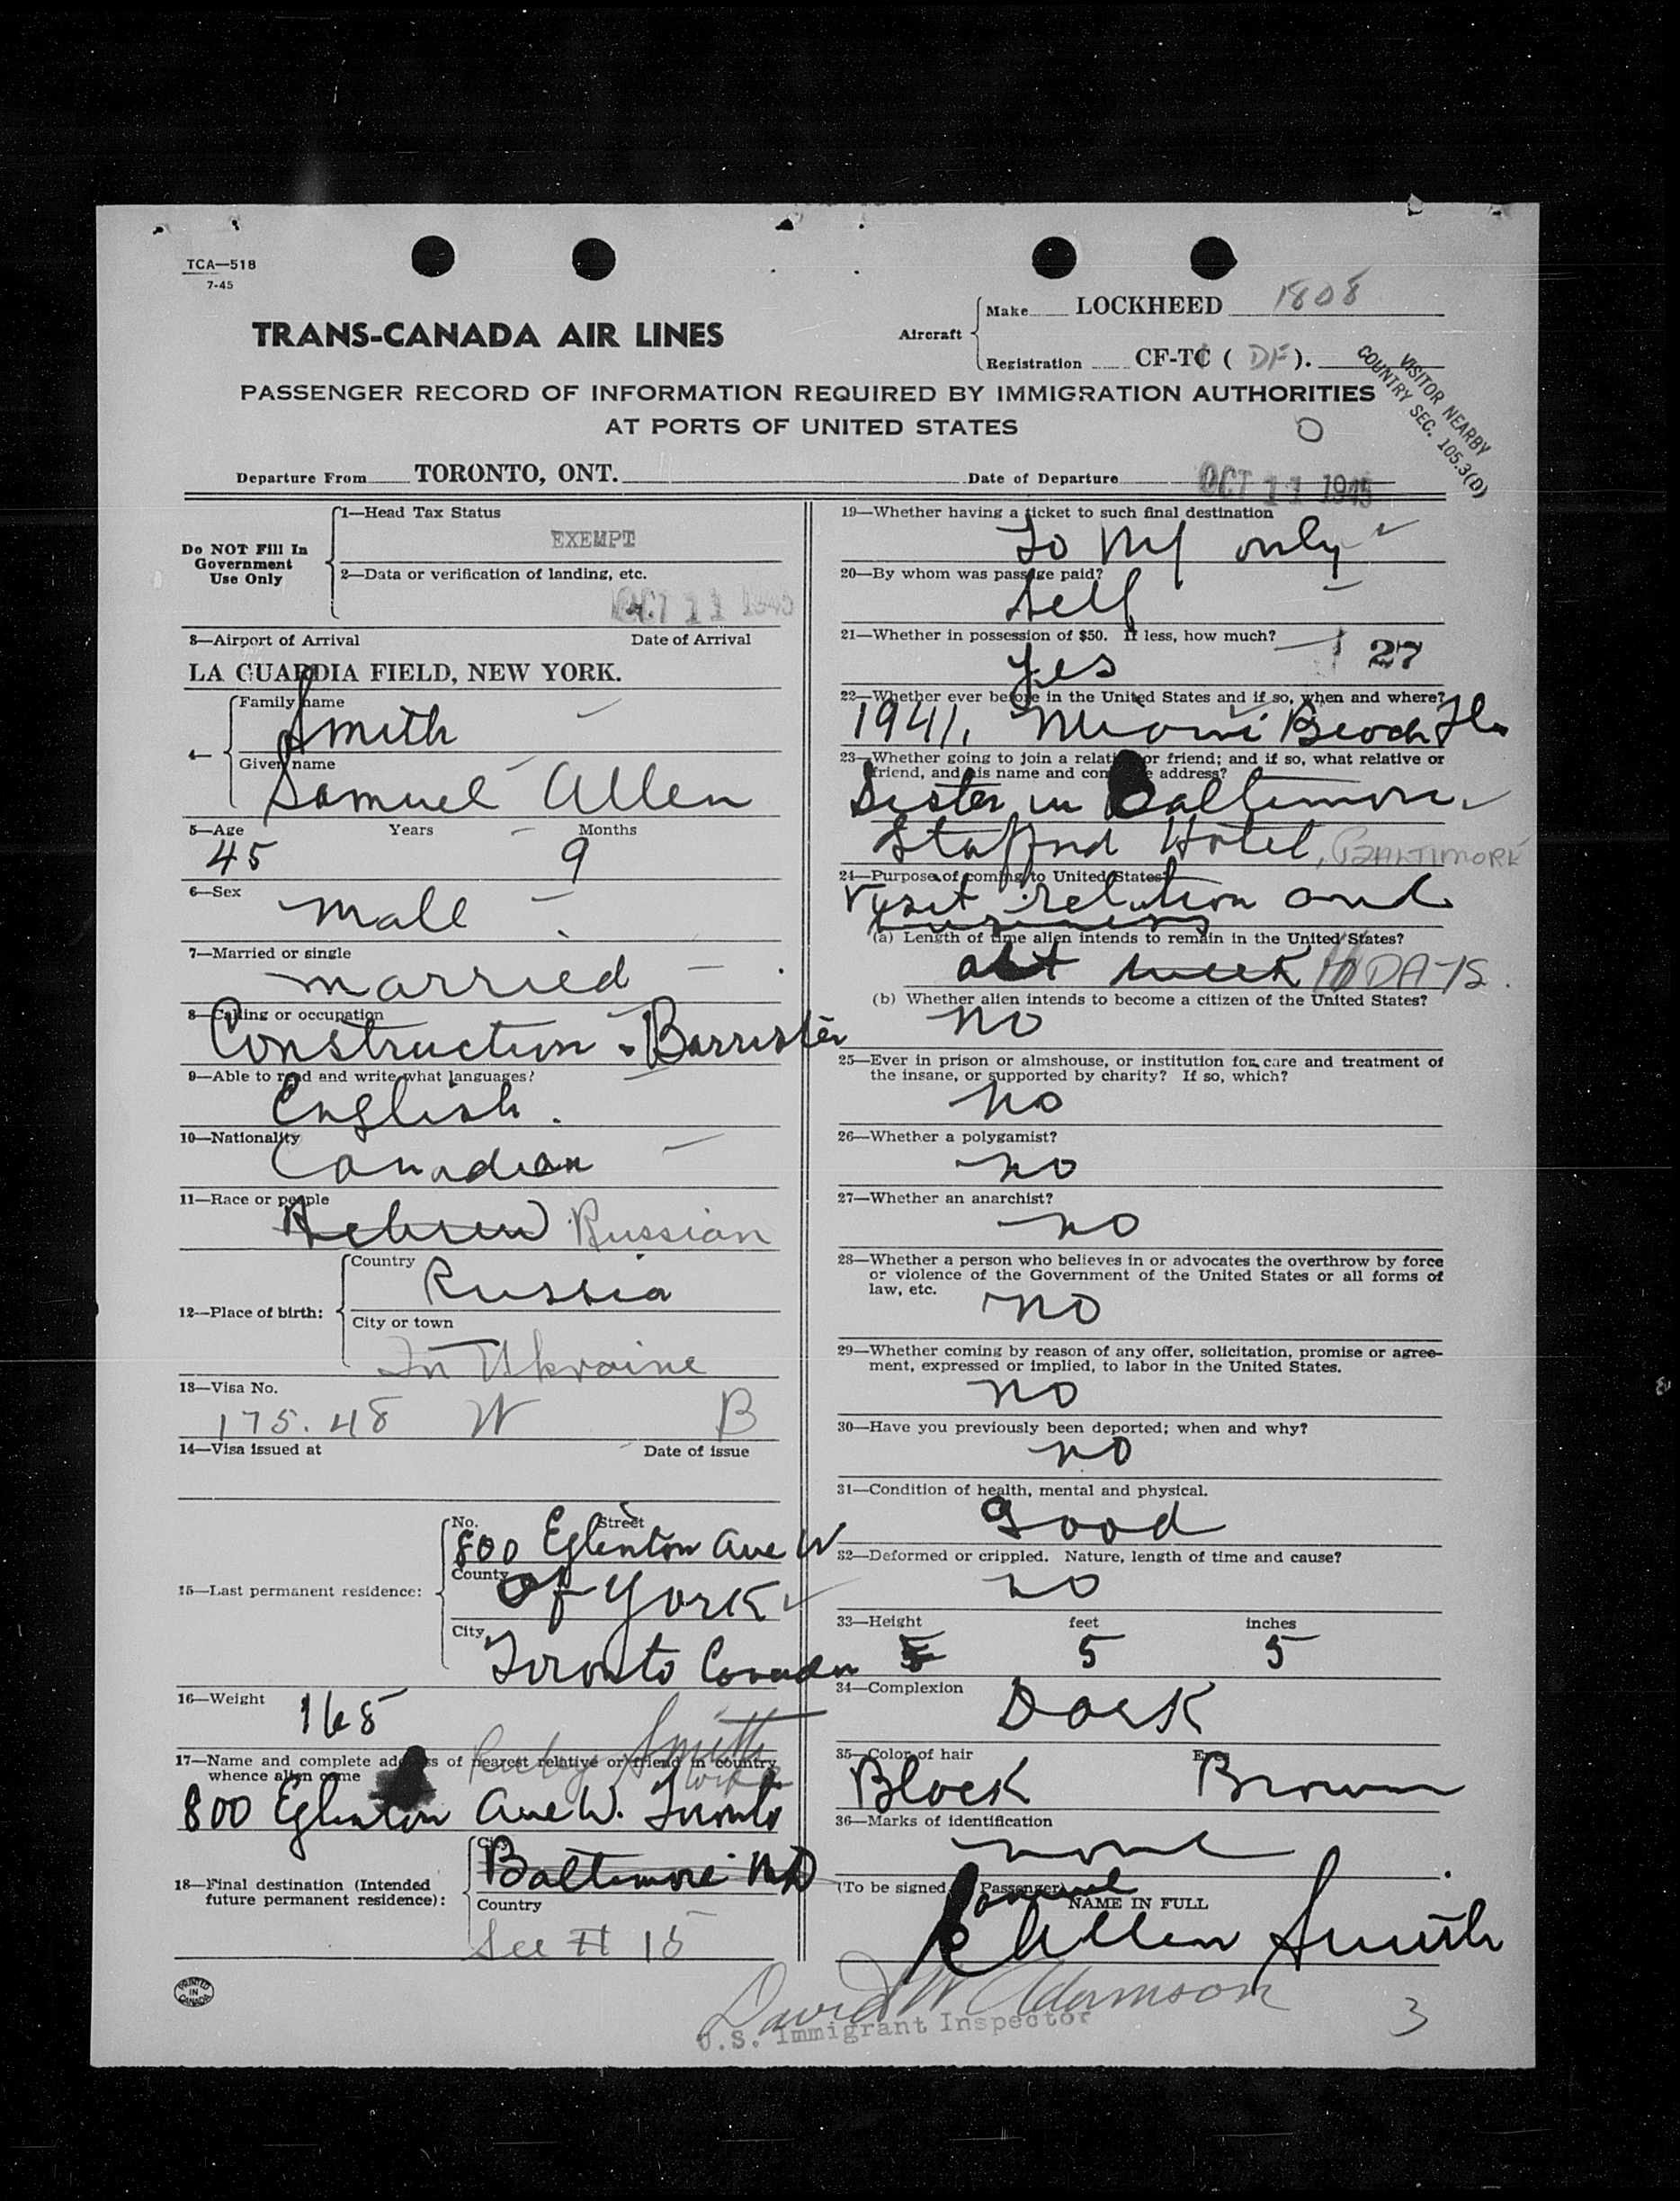 TCA—518
7-45
TRANS-CANADA AIR LINES
Aircraft
Make LOCKHEED 1808
Registration CF-TC ( DF ).
VISITOR NEARBY
COUNTRY SEC. 105.3(D)
PASSENGER RECORD OF INFORMATION REQUIRED BY IMMIGRATION AUTHORITIES
AT PORTS OF UNITED STATES
O
Departure From TORONTO, ONT.
Date of Departure OCT 11 1945
Do NOT Fill In
Government
Use Only
1—Head Tax Status
EXEMPT
2—Data or verification of landing, etc.
OCT 11 1945
3—Airport of Arrival Date of Arrival
LA GUARDIA FIELD, NEW YORK.
4—
Family name
Smith
Given name
Samuel Allen
5—Age Years Months
45 9
6—Sex
male
7—Married or single
married
8—Calling or occupation
Construction - Barrister
9—Able to read and write what languages?
English.
10—Nationality
Canadian
11—Race or people
Hebrew Russian
12—Place of birth:
Country
Russia
City or town
In Ukraine
13—Visa No.
175.48 W B
14—Visa issued at Date of issue
15—Last permanent residence:
No. Street
800 Eglenton Ave W
County
of York
City
Toronto Canada
16—Weight 165
Ruby Smith
17—Name and complete address of nearest relative or friend in country
whence alien came
800 Eglenton Ave W. Toronto
18—Final destination (Intended
future permanent residence):
City
Baltimore MD
Country
See # 15
PRINTED
IN
CANADA
19—Whether having a ticket to such final destination
To NY only
20—By whom was passage paid?
Self
21—Whether in possession of $50. If less, how much?
Yes 27
22—Whether ever before in the United States and if so, when and where?
1941, Miami Beach Fla
23—Whether going to join a relative or friend; and if so, what relative or
friend, and his name and complete address?
Sister in Baltimore
Stafford Hotel, BALTIMORE
24—Purpose of coming to United States?
Visit relation and
business
(a) Length of time alien intends to remain in the United States?
abt week 10 DAYS.
(b) Whether alien intends to become a citizen of the United States?
no
25—Ever in prison or almshouse, or institution for care and treatment of
the insane, or supported by charity? If so, which?
no
26—Whether a polygamist?
no
27—Whether an anarchist?
no
28—Whether a person who believes in or advocates the overthrow by force
or violence of the Government of the United States or all forms of
law, etc.
no
29—Whether coming by reason of any offer, solicitation, promise or agree-
ment, expressed or implied, to labor in the United States.
no
30—Have you previously been deported; when and why?
no
31—Condition of health, mental and physical.
Good
32—Deformed or crippled. Nature, length of time and cause?
no
33—Height feet inches
5 5
34—Complexion
Dark
35—Color of hair Eyes
Black Brown
36—Marks of identification
none
(To be signed Passenger)
Samuel
NAME IN FULL
Allen Smith
David W Adamson
U.S. Immigrant Inspector
3